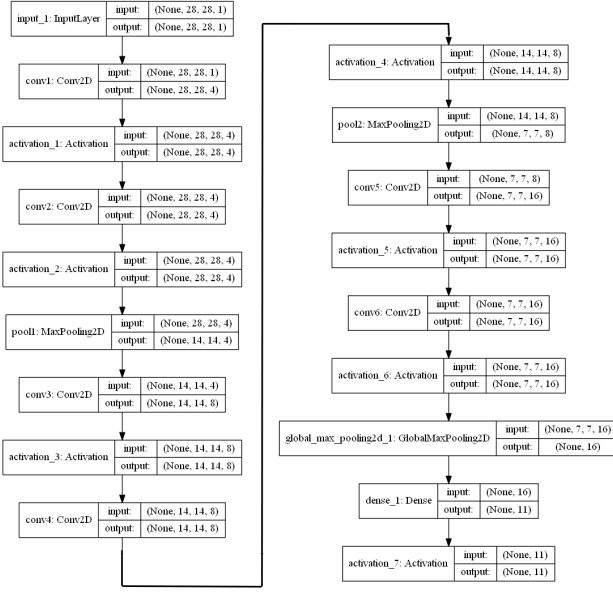 input_1: InputLayer
input: (None, 28, 28, 1)
output: (None, 28, 28, 1)
conv1: Conv2D
input: (None, 28, 28, 1)
output: (None, 28, 28, 4)
activation_1: Activation
input: (None, 28, 28, 4)
output: (None, 28, 28, 4)
conv2: Conv2D
input: (None, 28, 28, 4)
output: (None, 28, 28, 4)
activation_2: Activation
input: (None, 28, 28, 4)
output: (None, 28, 28, 4)
pool1: MaxPooling2D
input: (None, 28, 28, 4)
output: (None, 14, 14, 4)
conv3: Conv2D
input: (None, 14, 14, 4)
output: (None, 14, 14, 8)
activation_3: Activation
input: (None, 14, 14, 8)
output: (None, 14, 14, 8)
conv4: Conv2D
input: (None, 14, 14, 8)
output: (None, 14, 14, 8)
activation_4: Activation
input: (None, 14, 14, 8)
output: (None, 14, 14, 8)
pool2: MaxPooling2D
input: (None, 14, 14, 8)
output: (None, 7, 7, 8)
conv5: Conv2D
input: (None, 7, 7, 8)
output: (None, 7, 7, 16)
activation_5: Activation
input: (None, 7, 7, 16)
output: (None, 7, 7, 16)
conv6: Conv2D
input: (None, 7, 7, 16)
output: (None, 7, 7, 16)
activation_6: Activation
input: (None, 7, 7, 16)
output: (None, 7, 7, 16)
global_max_pooling2d_1: GlobalMaxPooling2D
input: (None, 7, 7, 16)
output: (None, 16)
dense_1: Dense
input: (None, 16)
output: (None, 11)
activation_7: Activation
input: (None, 11)
output: (None, 11)